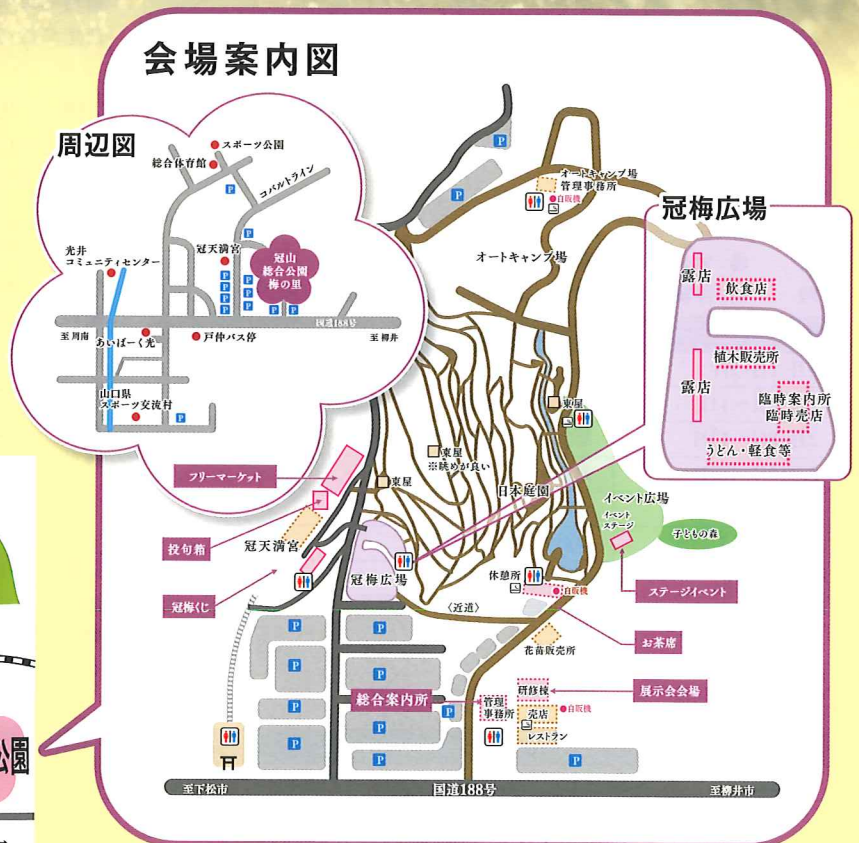 会場案内図
周辺図
スポーツ公園
総合体育館
P
コバルトライン
P
光井
コミュニティセンター
冠天満宮
冠山
総合公園
梅の里
P
P
P
P
P
P
P
P
P
国道188号
至周南
あいぱーく光
戸仲バス停
至柳井
山口県
スポーツ交流村
P
P
P
オートキャンプ場
管理事務所
自販機
オートキャンプ場
冠梅広場
露店
飲食店
植木販売所
露店
臨時案内所
臨時売店
うどん・軽食等
東屋
東屋
※眺めが良い
東屋
日本庭園
イベント広場
イベント
ステージ
子どもの森
フリーマーケット
投句箱
冠天満宮
冠梅くじ
冠梅広場
休憩所
自販機
〈近道〉
ステージイベント
お茶席
花苗販売所
P
P
P
P
P
P
P
P
P
総合案内所
管理
事務所
研修棟
展示会会場
売店
自販機
レストラン
P
公園
至下松市
国道188号
至柳井市